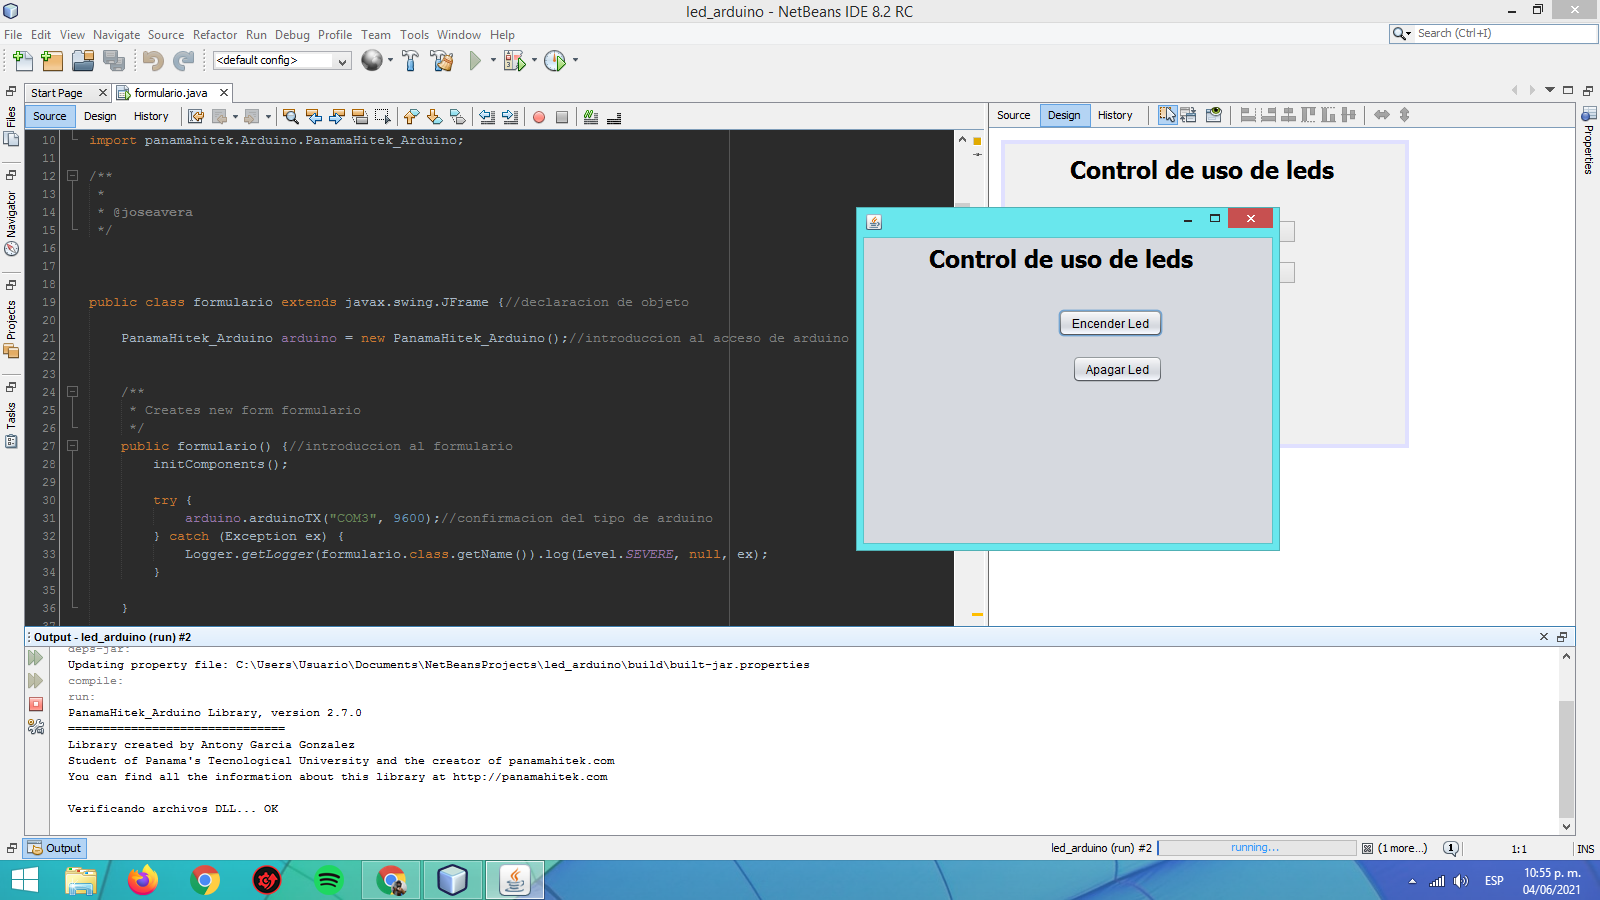 led_arduino - NetBeans IDE 8.2 RC
File Edit View Navigate Source Refactor Run Debug Profile Team Tools Window Help
Search (Ctrl+I)
<default config>
Start Page
formulario.java
Source Design History
Source Design History
Files
Navigator
Projects
Tasks
Properties
10 import panamahitek.Arduino.PanamaHitek_Arduino;
11
12 /**
13 *
14 * @joseavera
15 */
16
17
18
19 public class formulario extends javax.swing.JFrame {//declaracion de objeto
20
21 PanamaHitek_Arduino arduino = new PanamaHitek_Arduino();//introduccion al acceso de arduino
22
23
24 /**
25 * Creates new form formulario
26 */
27 public formulario() {//introduccion al formulario
28 initComponents();
29
30 try {
31 arduino.arduinoTX("COM3", 9600);//confirmacion del tipo de arduino
32 } catch (Exception ex) {
33 Logger.getLogger(formulario.class.getName()).log(Level.SEVERE, null, ex);
34 }
35
36 }
37
Control de uso de leds
Control de uso de leds
Encender Led
Apagar Led
Output - led_arduino (run) #2
deps-jar:
Updating property file: C:\Users\Usuario\Documents\NetBeansProjects\led_arduino\build\built-jar.properties
compile:
run:
PanamaHitek_Arduino Library, version 2.7.0
===============================
Library created by Antony Garcia Gonzalez
Student of Panama's Tecnological University and the creator of panamahitek.com
You can find all the information about this library at http://panamahitek.com
Verificando archivos DLL... OK
Output
led_arduino (run) #2
running...
(1 more...)
1
1:1
INS
ESP
10:55 p. m.
04/06/2021